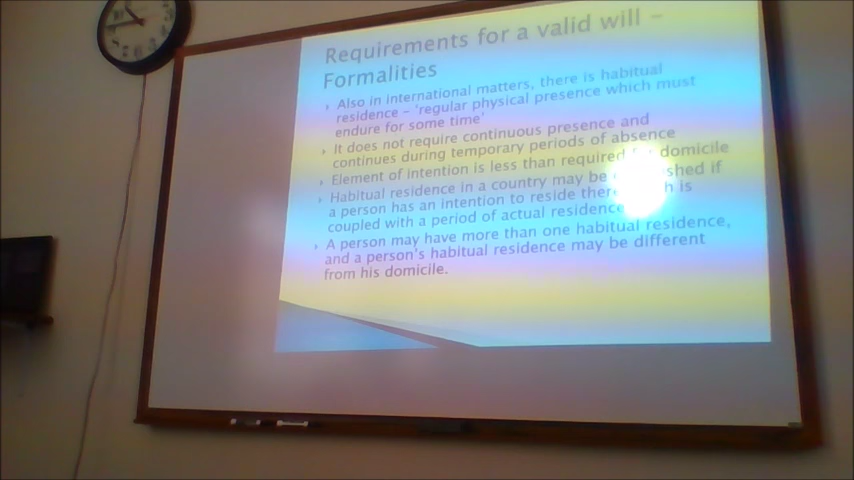 Requirements for a valid will –
Formalities
Also in international matters, there is habitual
residence – 'regular physical presence which must
endure for some time'
It does not require continuous presence and
continues during temporary periods of absence
Element of intention is less than required domicile
Habitual residence in a country may be if
a person has an intention to reside is
coupled with a period of actual residence
A person may have more than one habitual residence,
and a person's habitual residence may be different
from his domicile.